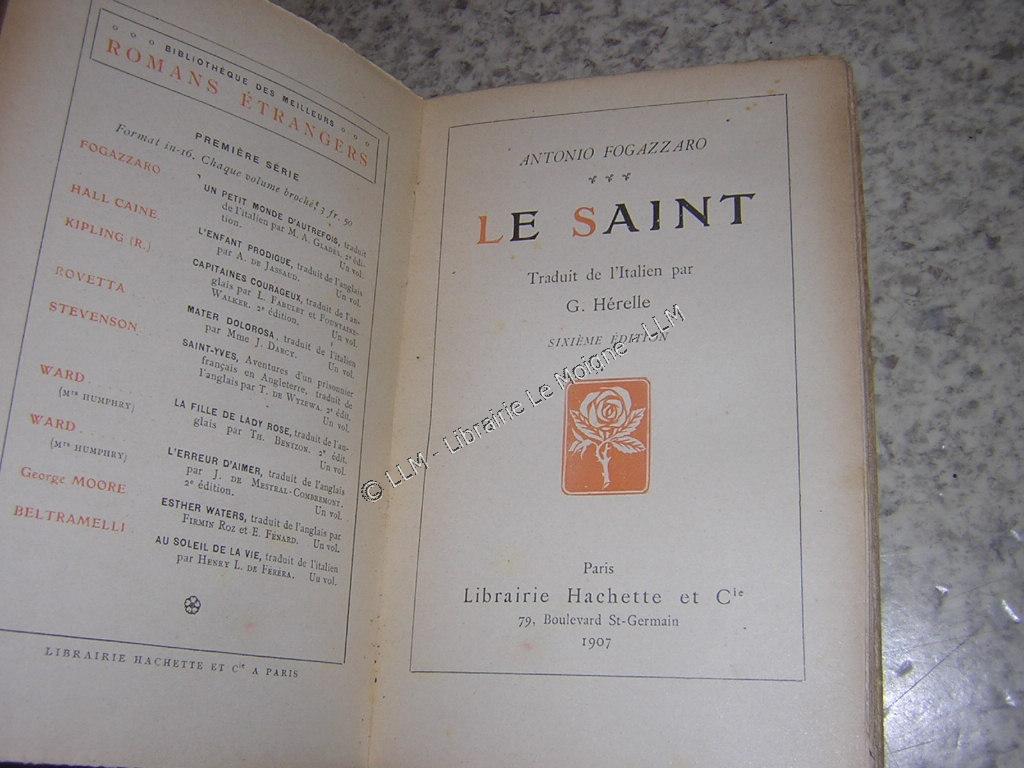 BIBLIOTHÈQUE DES MEILLEURS
ROMANS ÉTRANGERS
PREMIÈRE SÉRIE
Format in-16. Chaque volume broché, 3 fr. 50
FOGAZZARO
UN PETIT MONDE D'AUTREFOIS, traduit
de l'italien par M. A. GLADÈS, 2e édi-
tion. Un vol.
HALL CAINE
L'ENFANT PRODIGUE, traduit de l'anglais
par A. DE JASSAUD. Un vol.
KIPLING (R.)
CAPITAINES COURAGEUX, traduit de l'an-
glais par L. FABULET et FOUNTAINE-
WALKER. 2e édition. Un vol.
ROVETTA
MATER DOLOROSA, traduit de l'italien
par Mme J. DARCY. Un vol.
STEVENSON
SAINT-YVES, Aventures d'un prisonnier
français en Angleterre, traduit de
l'anglais par T. DE WYZEWA. 2e édit.
Un vol.
WARD
(Mrs HUMPHRY)
LA FILLE DE LADY ROSE, traduit de l'an-
glais par TH. BENTZON. 2e édit.
Un vol.
WARD
(Mrs HUMPHRY)
L'ERREUR D'AIMER, traduit de l'anglais
par J. DE MESTRAL-COMBREMONT.
2e édition. Un vol.
George MOORE
ESTHER WATERS, traduit de l'anglais par
FIRMIN ROZ et E. FÉNARD. Un vol.
BELTRAMELLI
AU SOLEIL DE LA VIE, traduit de l'italien
par HENRY L. DE FÉRÉRA. Un vol.
LIBRAIRIE HACHETTE ET Cie A PARIS
ANTONIO FOGAZZARO
LE SAINT
Traduit de l'Italien par
G. Hérelle
SIXIÈME ÉDITION
Paris
Librairie Hachette et Cie
79, Boulevard St-Germain
1907
© LLM - Librairie Le Moigne - LLM